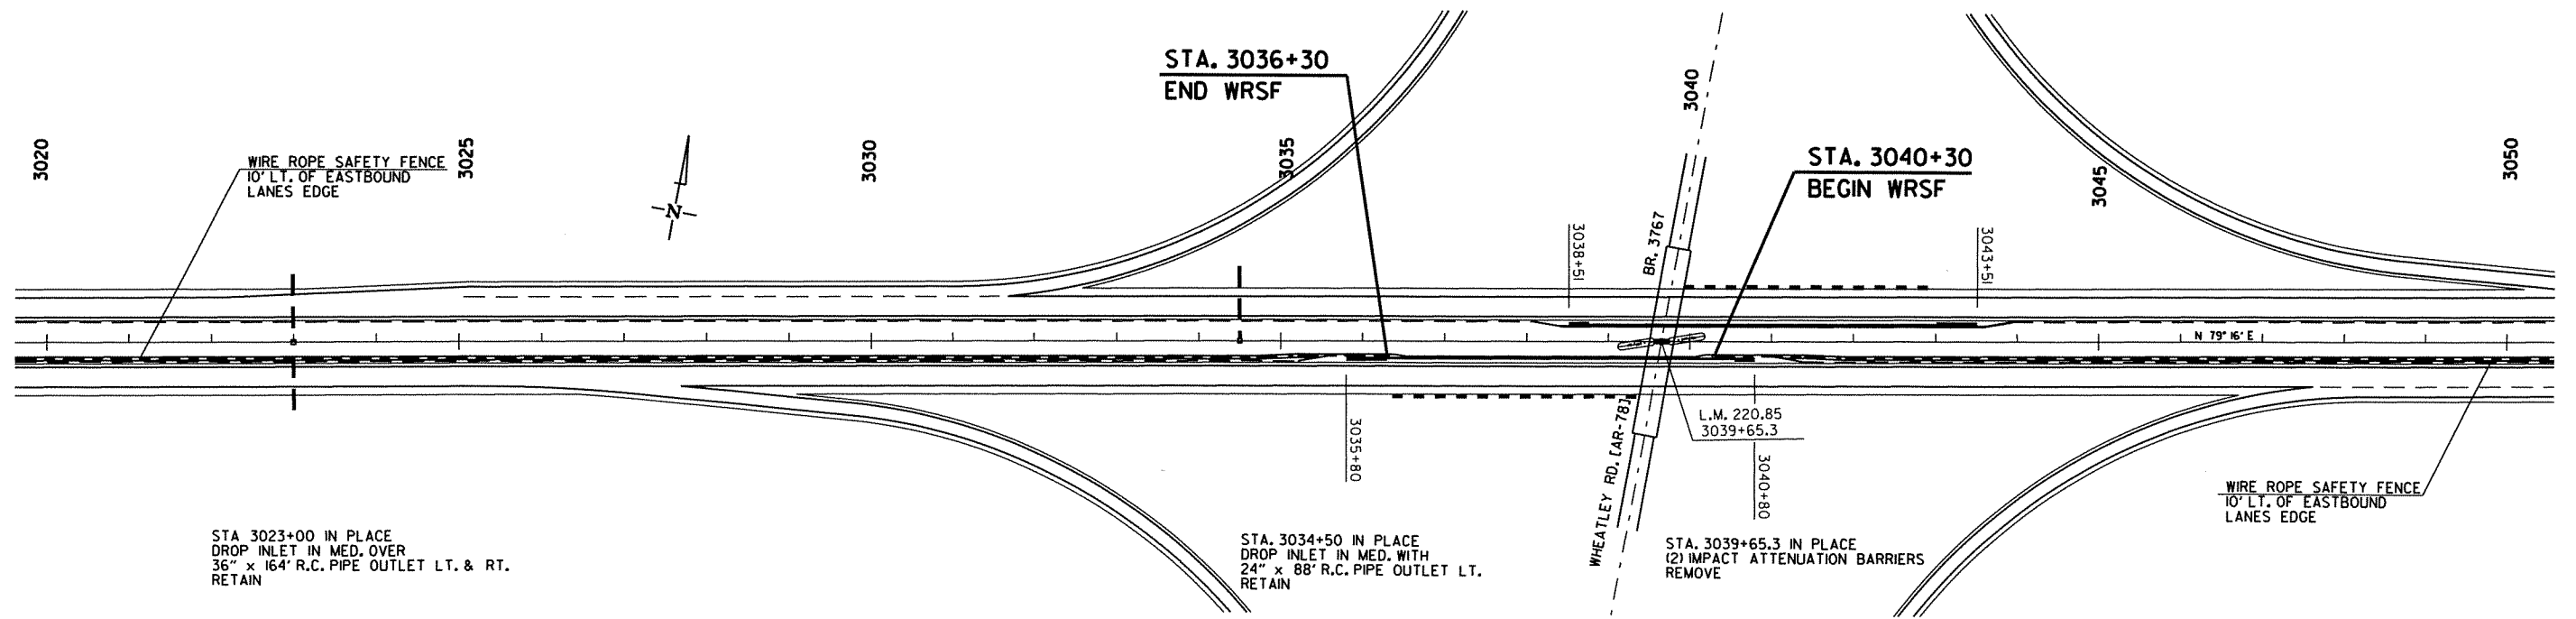 STA. 3036+30
END WRSF
3020
WIRE ROPE SAFETY FENCE
10' LT. OF EASTBOUND
LANES EDGE
3025
3030
N
3035
3040
STA. 3040+30
BEGIN WRSF
3045
3050
3038+51
BR. 3767
3043+51
N 79° 16' E
3035+80
WHEATLEY RD. [AR-78]
L.M. 220.85
3039+65.3
3040+80
WIRE ROPE SAFETY FENCE
10' LT. OF EASTBOUND
LANES EDGE
STA 3023+00 IN PLACE
DROP INLET IN MED. OVER
36" x 164' R.C. PIPE OUTLET LT. & RT.
RETAIN
STA. 3034+50 IN PLACE
DROP INLET IN MED. WITH
24" x 88' R.C. PIPE OUTLET LT.
RETAIN
STA. 3039+65.3 IN PLACE
(2) IMPACT ATTENUATION BARRIERS
REMOVE